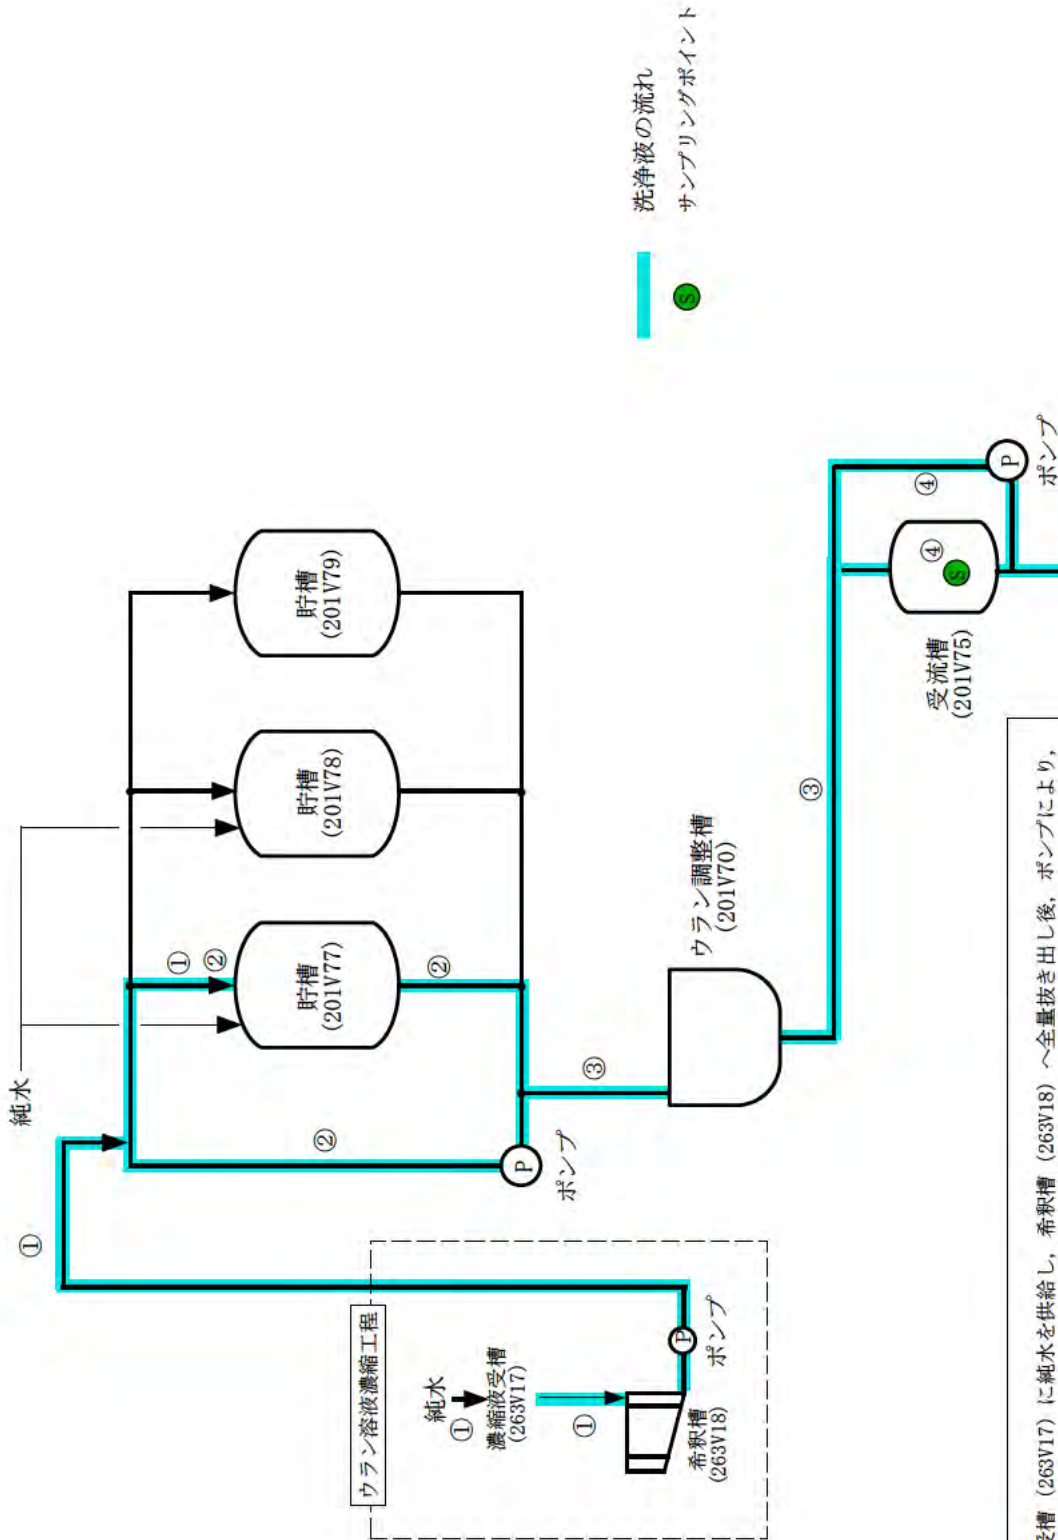 純水
①
②
①
②
貯槽
(201V77)
貯槽
(201V78)
貯槽
(201V79)
②
P
ポンプ
③
ウラン調整槽
(201V70)
③
④
P
ポンプ
④
S
受流槽
(201V75)
ウラン溶液濃縮工程
純水
①
濃縮液受槽
(263V17)
①
希釈槽
(263V18)
P
ポンプ
洗浄液の流れ
S
サンプリングポイント
受槽 (263V17) に純水を供給し, 希釈槽 (263V18) へ全量抜き出し後, ポンプにより,